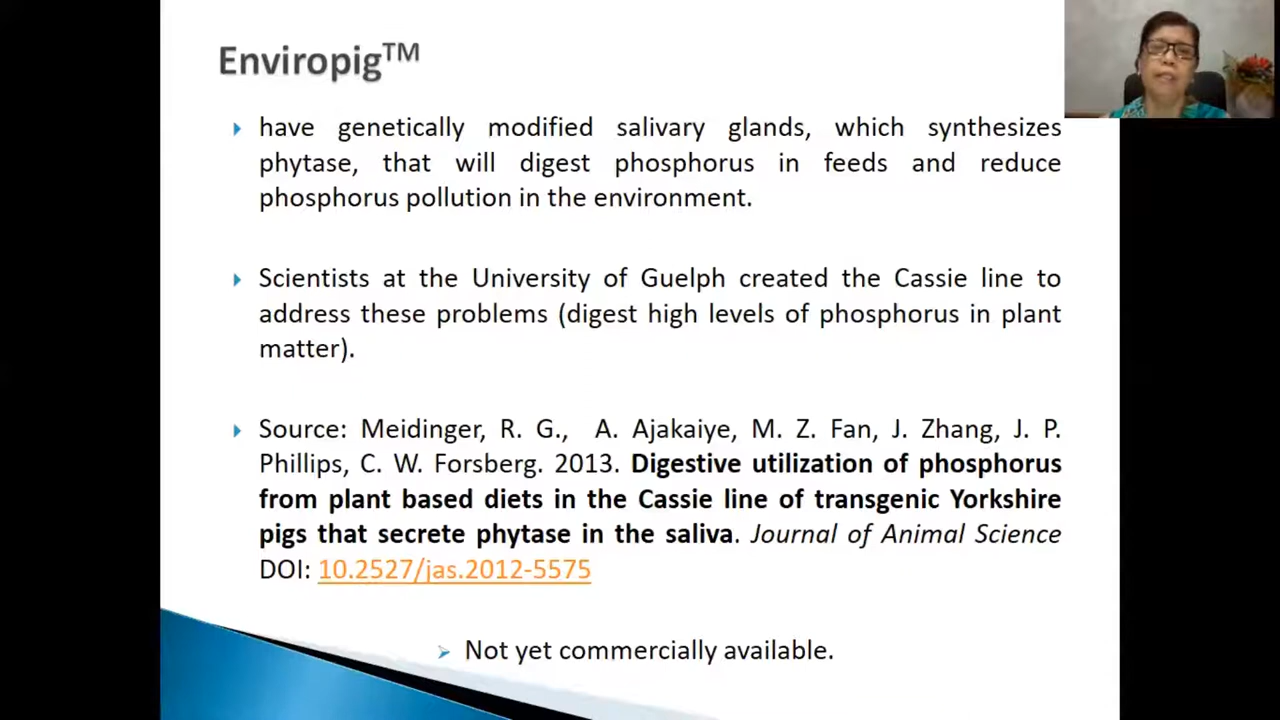 Enviropig™
have genetically modified salivary glands, which synthesizes
phytase, that will digest phosphorus in feeds and reduce
phosphorus pollution in the environment.
Scientists at the University of Guelph created the Cassie line to
address these problems (digest high levels of phosphorus in plant
matter).
Source: Meidinger, R. G., A. Ajakaiye, M. Z. Fan, J. Zhang, J. P.
Phillips, C. W. Forsberg. 2013. Digestive utilization of phosphorus
from plant based diets in the Cassie line of transgenic Yorkshire
pigs that secrete phytase in the saliva. Journal of Animal Science
DOI: 10.2527/jas.2012-5575
Not yet commercially available.